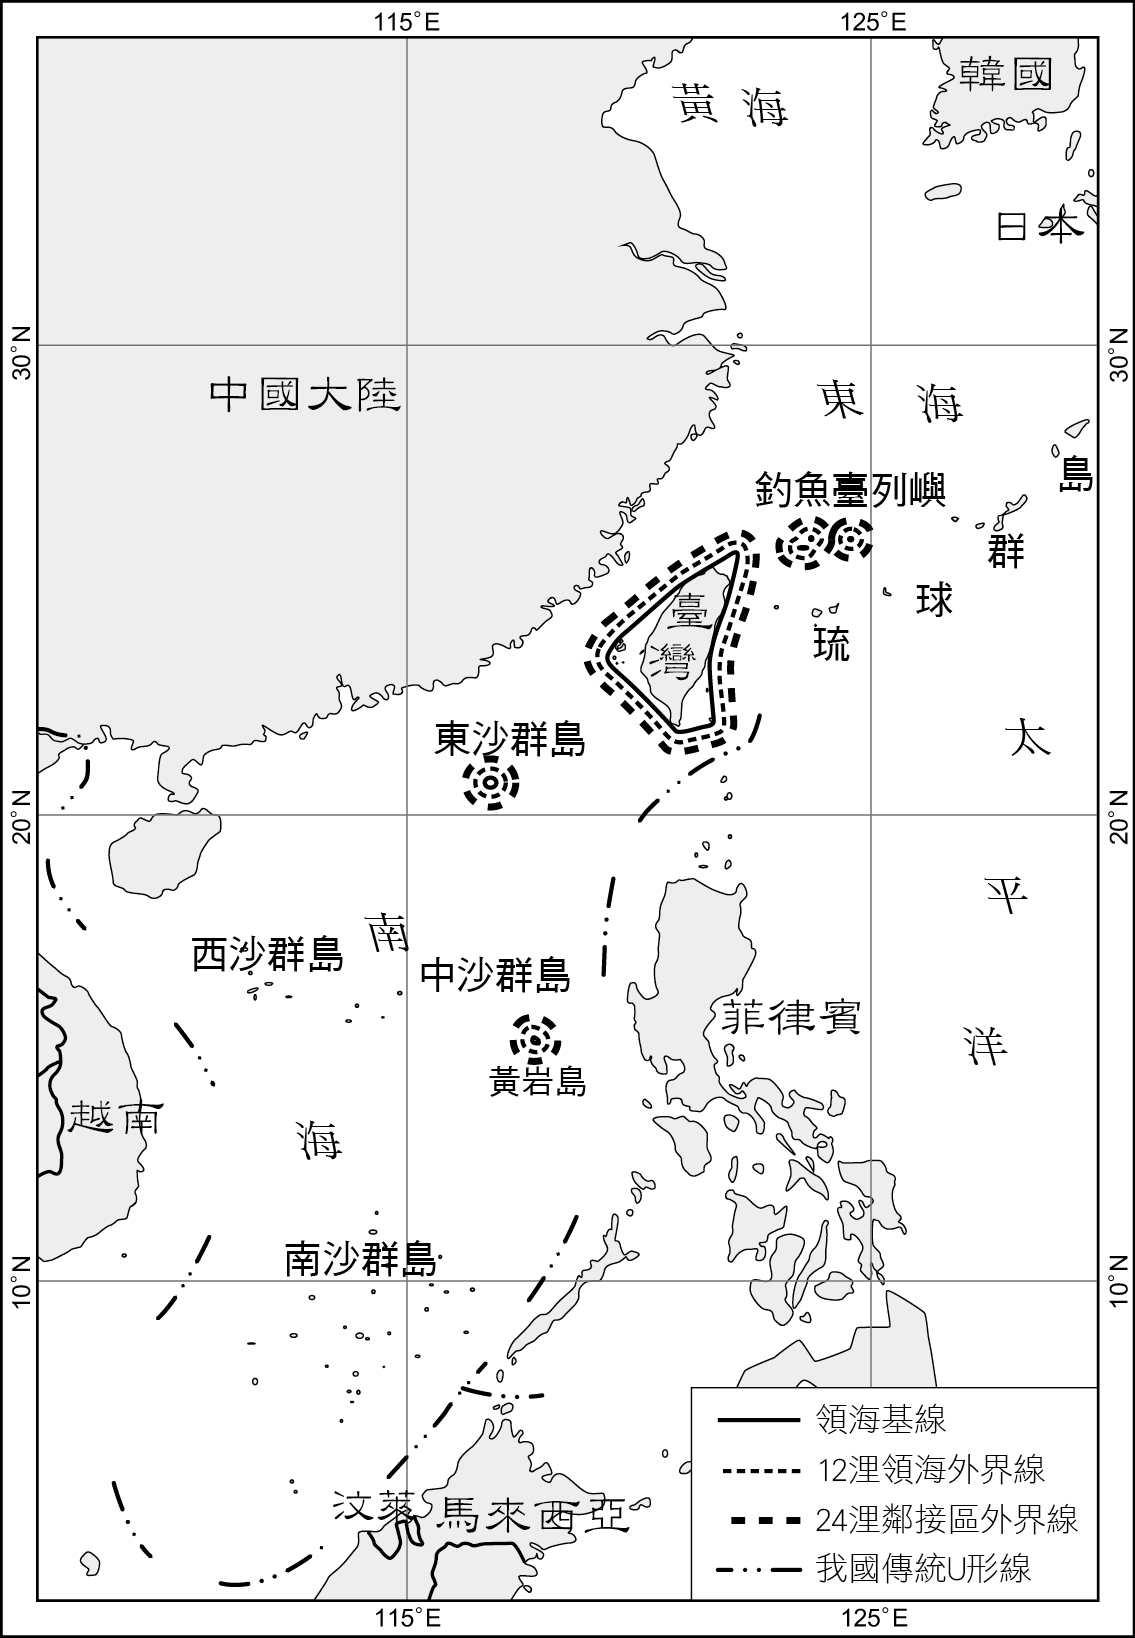 115°E 125°E
韓國
黃海
日本
30°N 30°N
中國大陸
東海
島
釣魚臺列嶼
群
球
琉
臺
灣
東沙群島
太
20°N 20°N
平
南
西沙群島
中沙群島
菲律賓
洋
黃岩島
越南
海
南沙群島
10°N 10°N
領海基線
12浬領海外界線
24浬鄰接區外界線
我國傳統U形線
汶萊 馬來西亞
115°E 125°E